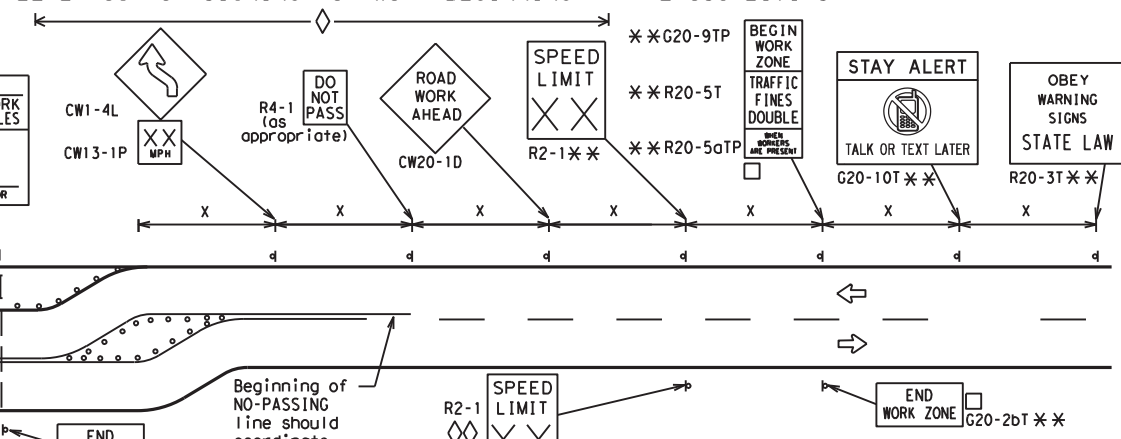 CW1-4L
XX
MPH
CW13-1P
DO
NOT
PASS
R4-1
(as
appropriate)
ROAD
WORK
AHEAD
CW20-1D
SPEED
LIMIT
X X
R2-1**
**G20-9TP
BEGIN
WORK
ZONE
**R20-5T
TRAFFIC
FINES
DOUBLE
**R20-5aTP
WHEN
WORKERS
ARE PRESENT
STAY ALERT
TALK OR TEXT LATER
G20-10T **
OBEY
WARNING
SIGNS
STATE LAW
R20-3T **
X X X X X X X
Beginning of
NO-PASSING
line should
coordinate
R2-1
SPEED
LIMIT
X X
END
WORK ZONE
G20-2bT **
END